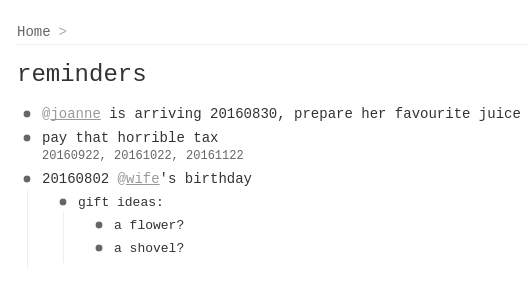 Home >
reminders
@joanne is arriving 20160830, prepare her favourite juice
pay that horrible tax
20160922, 20161022, 20161122
20160802 @wife's birthday
gift ideas:
a flower?
a shovel?